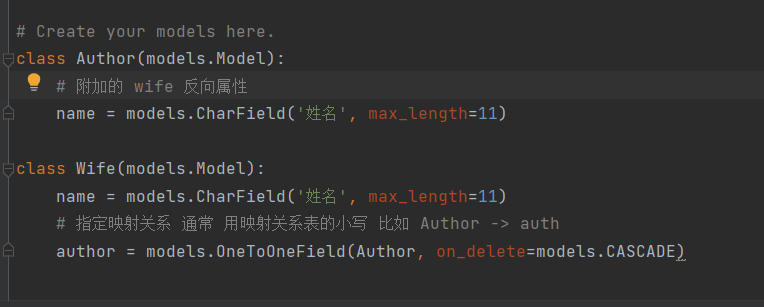 # Create your models here.
class Author(models.Model):
# 附加的 wife 反向属性
name = models.CharField('姓名', max_length=11)
class Wife(models.Model):
name = models.CharField('姓名', max_length=11)
# 指定映射关系 通常 用映射关系表的小写 比如 Author -> auth
author = models.OneToOneField(Author, on_delete=models.CASCADE)